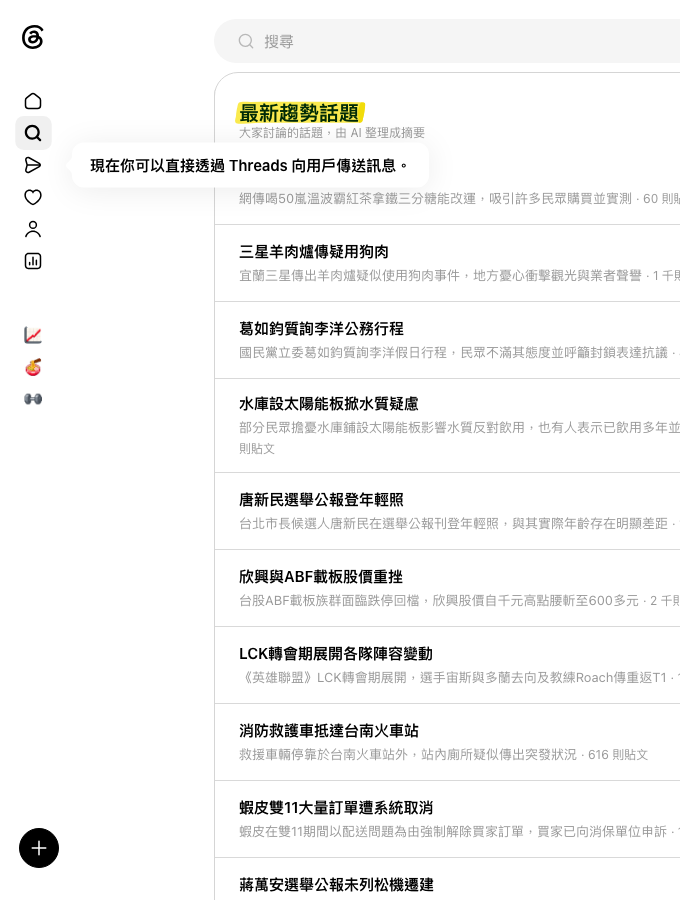 搜尋
最新趨勢話題
大家討論的話題，由 AI 整理成摘要
現在你可以直接透過 Threads 向用戶傳送訊息。
網傳喝50嵐溫波霸紅茶拿鐵三分糖能改運，吸引許多民眾購買並實測 · 60 則貼
三星羊肉爐傳疑用狗肉
宜蘭三星傳出羊肉爐疑似使用狗肉事件，地方憂心衝擊觀光與業者聲譽 · 1 千則
葛如鈞質詢李洋公務行程
國民黨立委葛如鈞質詢李洋假日行程，民眾不滿其態度並呼籲封鎖表達抗議 ·
水庫設太陽能板掀水質疑慮
部分民眾擔憂水庫鋪設太陽能板影響水質反對飲用，也有人表示已飲用多年並
則貼文
唐新民選舉公報登年輕照
台北市長候選人唐新民在選舉公報刊登年輕照，與其實際年齡存在明顯差距 ·
欣興與ABF載板股價重挫
台股ABF載板族群面臨跌停回檔，欣興股價自千元高點腰斬至600多元 · 2 千則
LCK轉會期展開各隊陣容變動
《英雄聯盟》LCK轉會期展開，選手宙斯與多蘭去向及教練Roach傳重返T1 ·
消防救護車抵達台南火車站
救援車輛停靠於台南火車站外，站內廁所疑似傳出突發狀況 · 616 則貼文
蝦皮雙11大量訂單遭系統取消
蝦皮在雙11期間以配送問題為由強制解除買家訂單，買家已向消保單位申訴 ·
蔣萬安選舉公報未列松機遷建